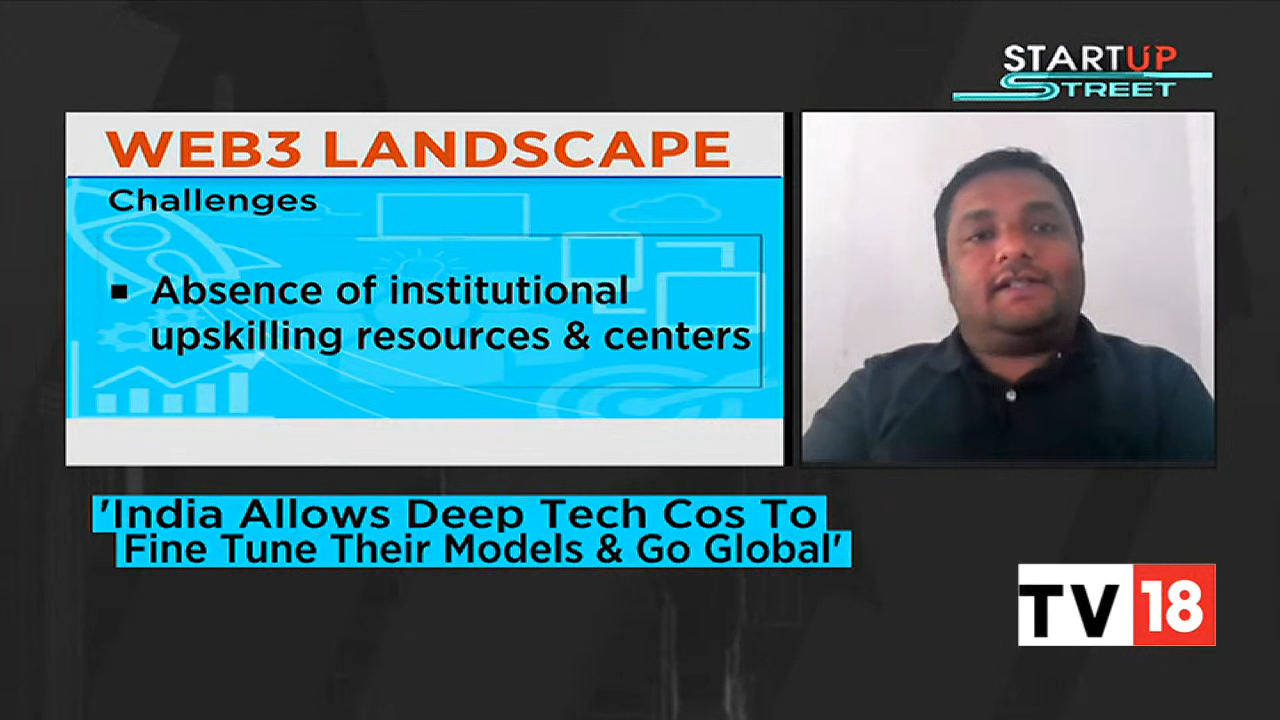 STARTUP
STREET
WEB3 LANDSCAPE
Challenges
▪ Absence of institutional
upskilling resources & centers
'India Allows Deep Tech Cos To
Fine Tune Their Models & Go Global'
TV18